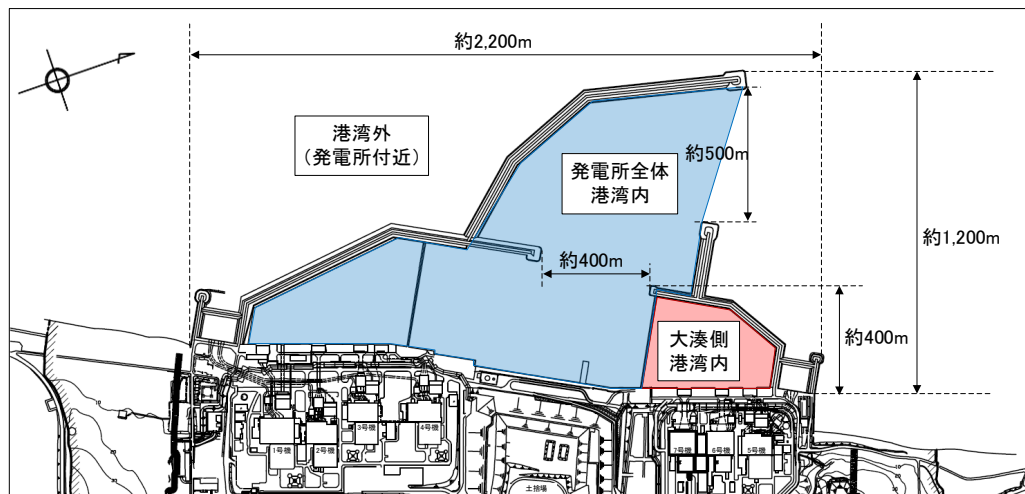 約2,200m
港湾外
（発電所付近）
発電所全体
港湾内
約500m
約1,200m
約400m
大湊側
港湾内
約400m
1号機
2号機
3号機
4号機
7号機
6号機
5号機
土捨場